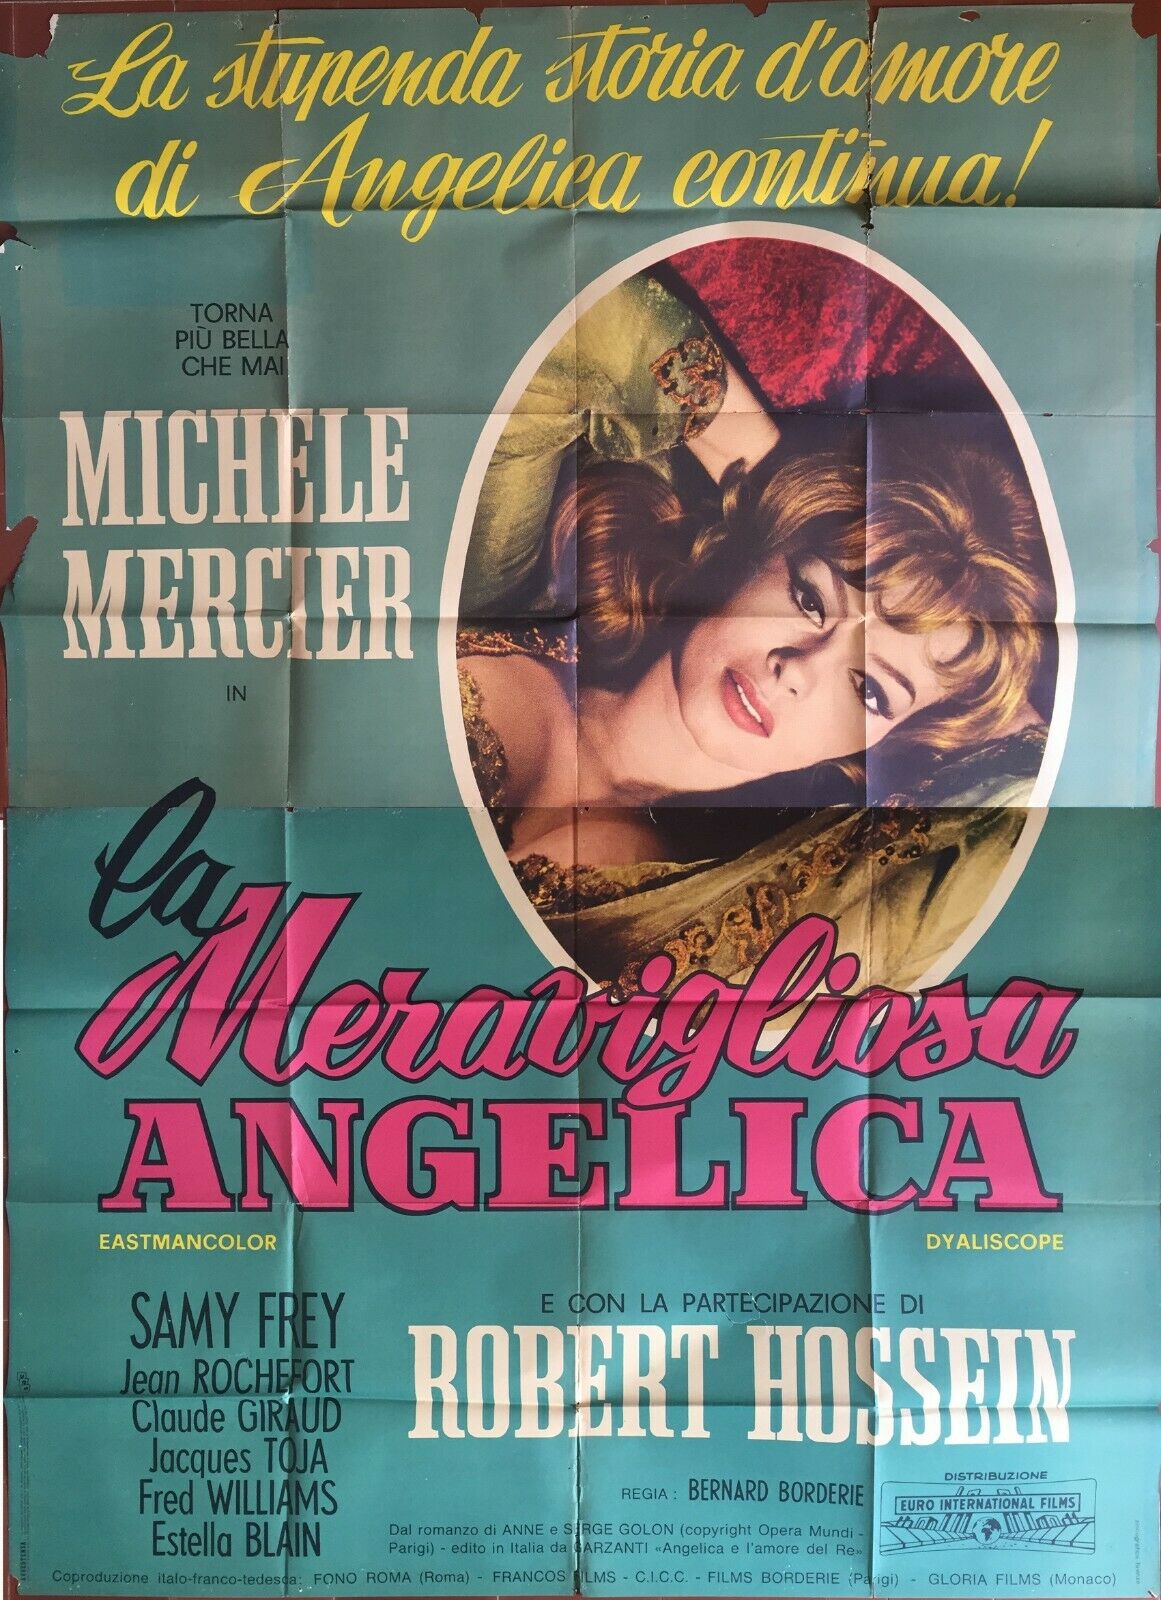 La stupenda storia d'amore
di Angelica continua!
TORNA
PIÙ BELLA
CHE MAI
MICHELE
MERCIER
IN
la
Meravigliosa
ANGELICA
EASTMANCOLOR
DYALISCOPE
SAMY FREY
Jean ROCHEFORT
Claude GIRAUD
Jacques TOJA
Fred WILLIAMS
Estella BLAIN
E CON LA PARTECIPAZIONE DI
ROBERT HOSSEIN
REGIA: BERNARD BORDERIE
DISTRIBUZIONE
EURO INTERNATIONAL FILMS
Dal romanzo di ANNE e SERGE GOLON (copyright Opera Mundi -
Parigi) - edito in Italia da GARZANTI «Angelica e l'amore del Re»
Coproduzione italo-franco-tedesca: FONO ROMA (Roma) - FRANCOS FILMS - C.I.C.C. - FILMS BORDERIE (Parigi) - GLORIA FILMS (Monaco)